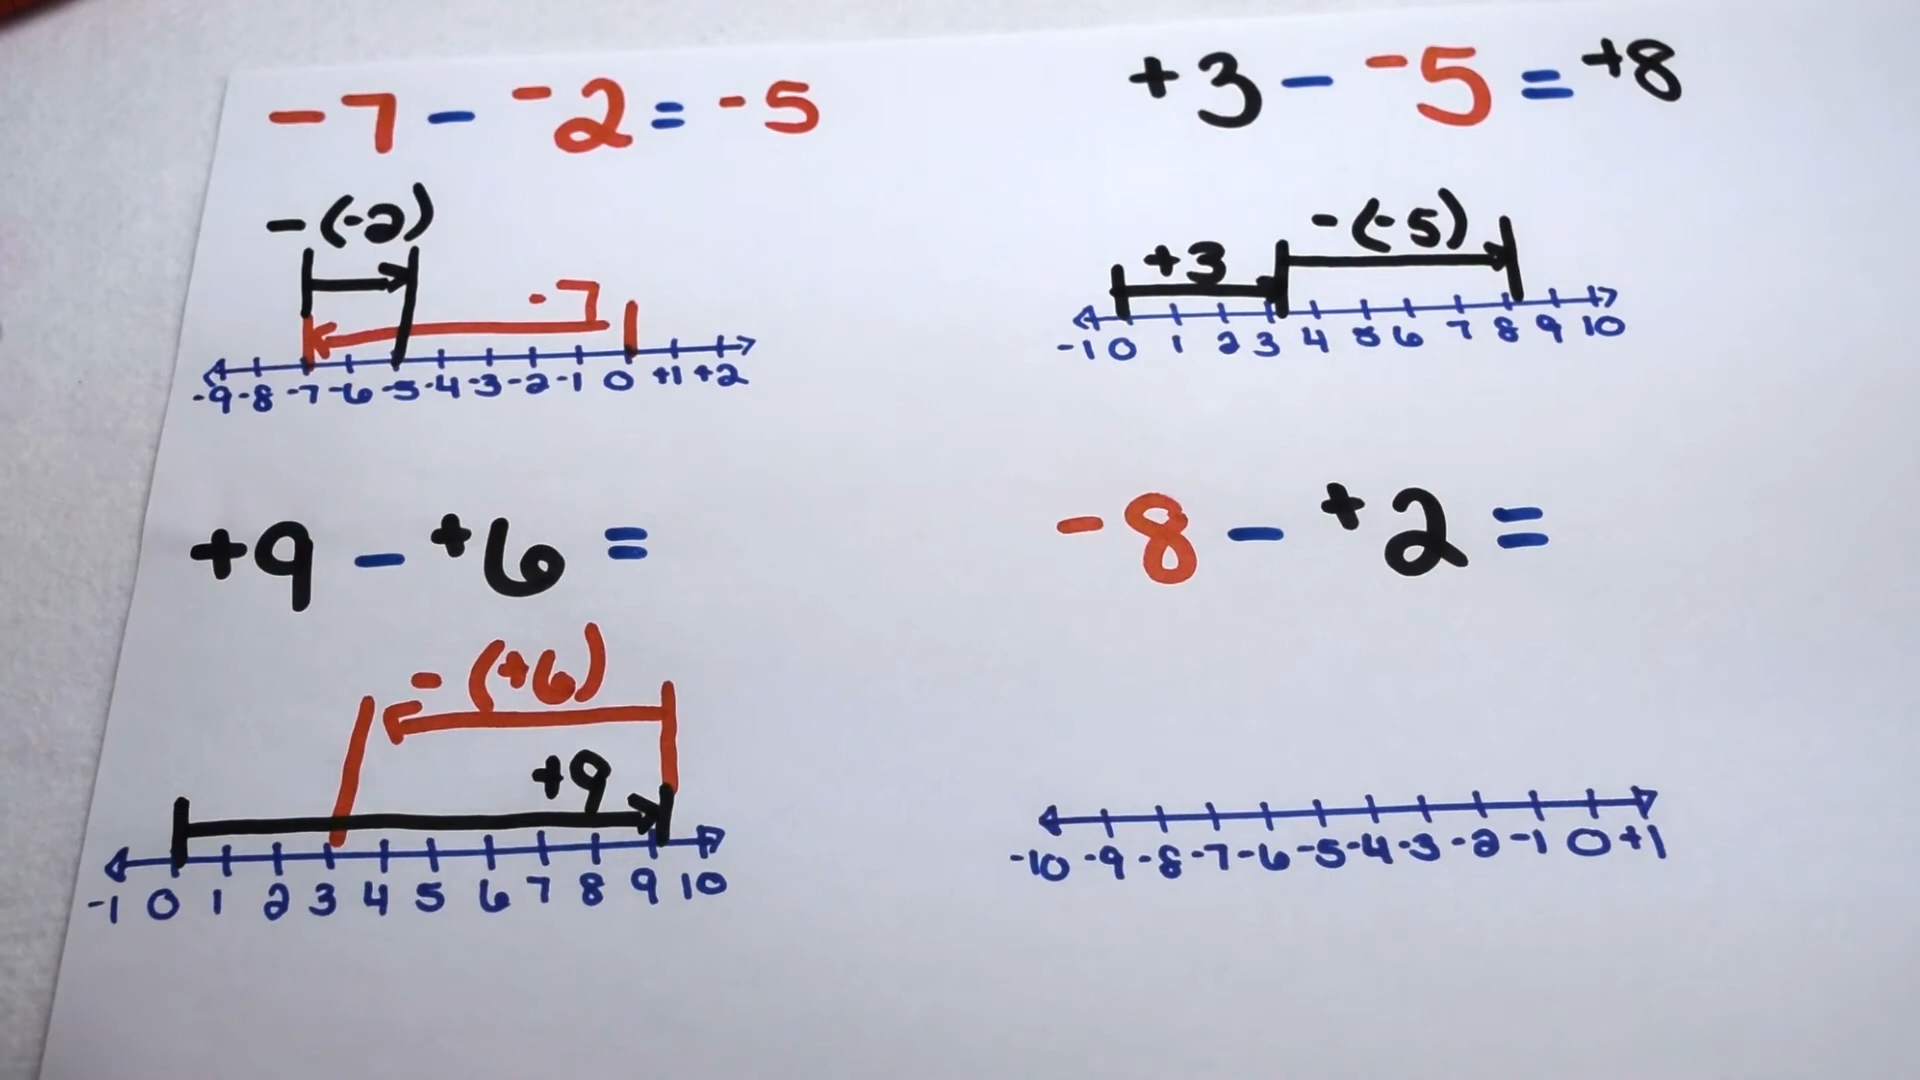 -7 - -2 = -5
-(-2)
-7
-9 -8 -7 -6 -5 -4 -3 -2 -1 0 +1 +2
+3 - -5 = +8
+3
-(-5)
-1 0 1 2 3 4 5 6 7 8 9 10
+9 - +6 =
-(+6)
+9
-1 0 1 2 3 4 5 6 7 8 9 10
-8 - +2 =
-10 -9 -8 -7 -6 -5 -4 -3 -2 -1 0 +1